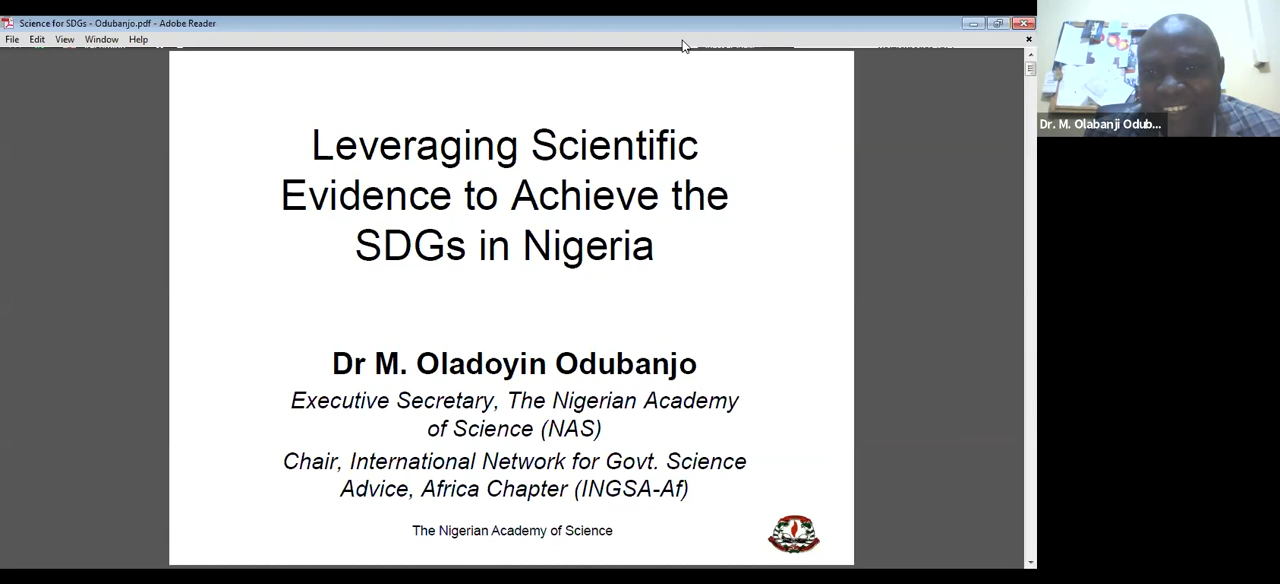 Science for SDGs - Odubanjo.pdf - Adobe Reader
File Edit View Window Help
Leveraging Scientific
Evidence to Achieve the
SDGs in Nigeria
Dr M. Oladoyin Odubanjo
Executive Secretary, The Nigerian Academy
of Science (NAS)
Chair, International Network for Govt. Science
Advice, Africa Chapter (INGSA-Af)
The Nigerian Academy of Science
Dr. M. Olabanji Odub...